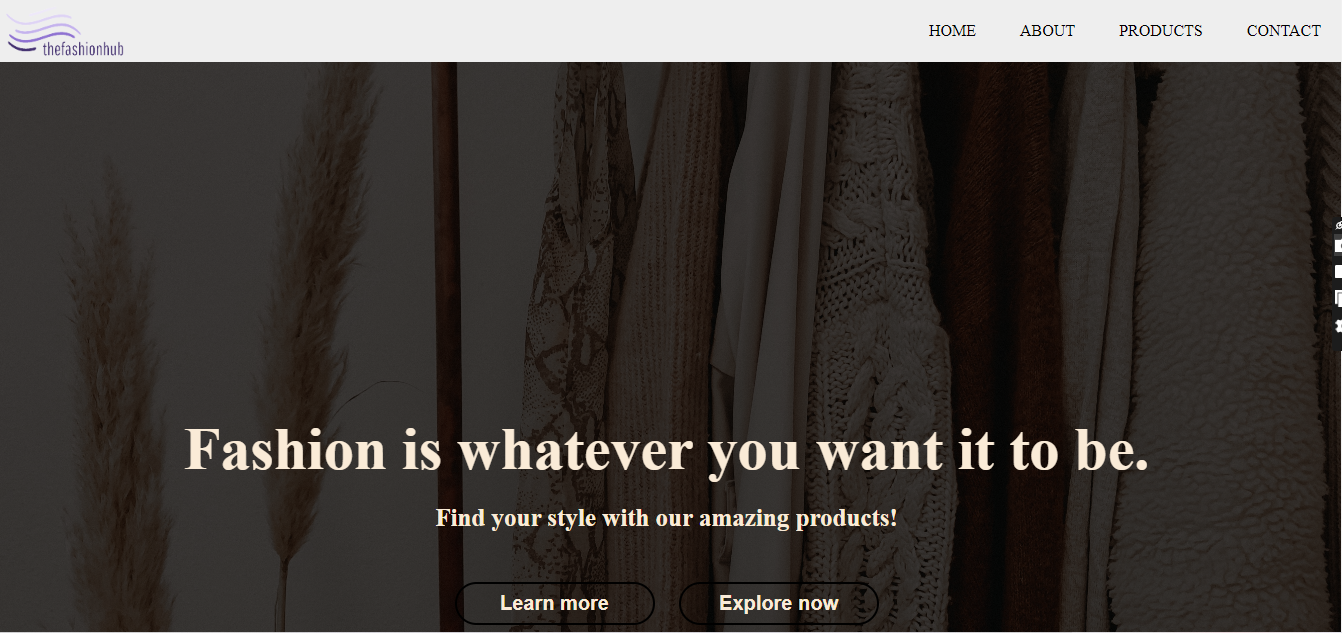 thefashionhub
HOME ABOUT PRODUCTS CONTACT
Fashion is whatever you want it to be.
Find your style with our amazing products!
Learn more Explore now